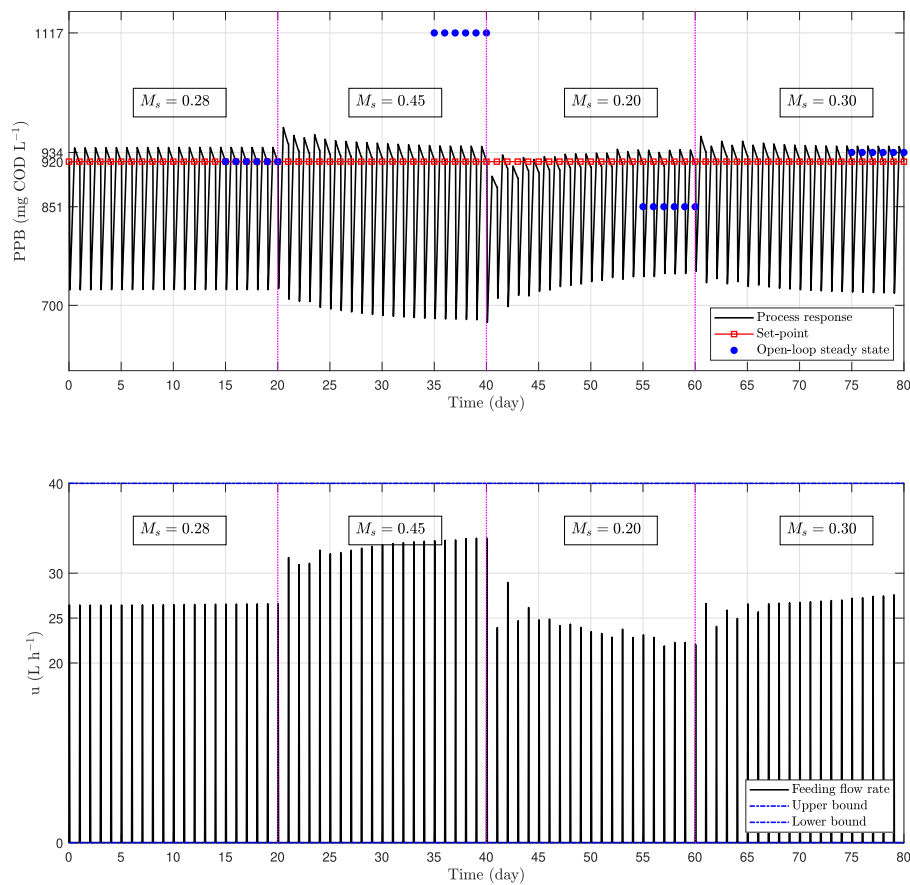 1117
934
920
851
700
PPB (mg COD L⁻¹)
M_s = 0.28
M_s = 0.45
M_s = 0.20
M_s = 0.30
Process response
Set-point
Open-loop steady state
0 5 10 15 20 25 30 35 40 45 50 55 60 65 70 75 80
Time (day)
40
30
25
20
0
u (L h⁻¹)
M_s = 0.28
M_s = 0.45
M_s = 0.20
M_s = 0.30
Feeding flow rate
Upper bound
Lower bound
0 5 10 15 20 25 30 35 40 45 50 55 60 65 70 75 80
Time (day)